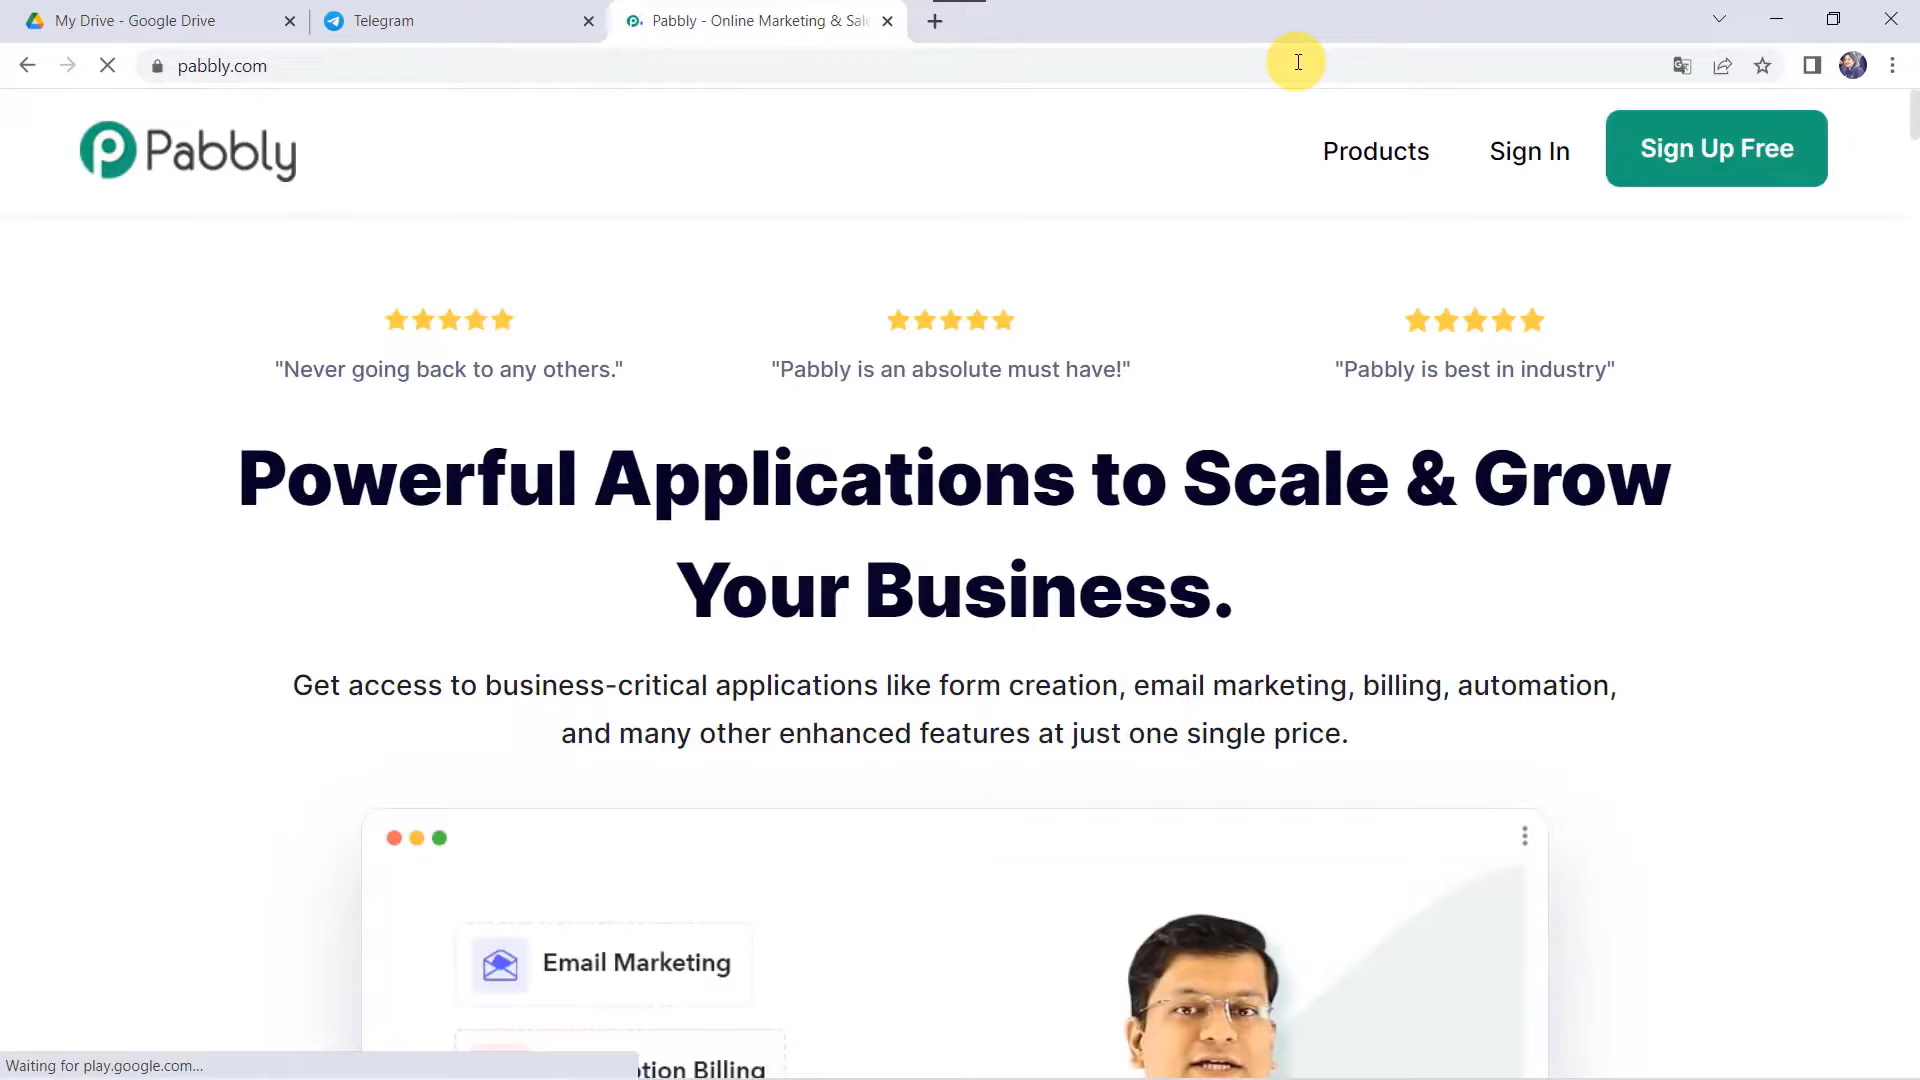 My Drive - Google Drive
Telegram
Pabbly - Online Marketing & Sale
pabbly.com
Pabbly
Products
Sign In
Sign Up Free
"Never going back to any others."
"Pabbly is an absolute must have!"
"Pabbly is best in industry"
Powerful Applications to Scale & Grow
Your Business.
Get access to business-critical applications like form creation, email marketing, billing, automation,
and many other enhanced features at just one single price.
Email Marketing
Billing
Waiting for play.google.com...